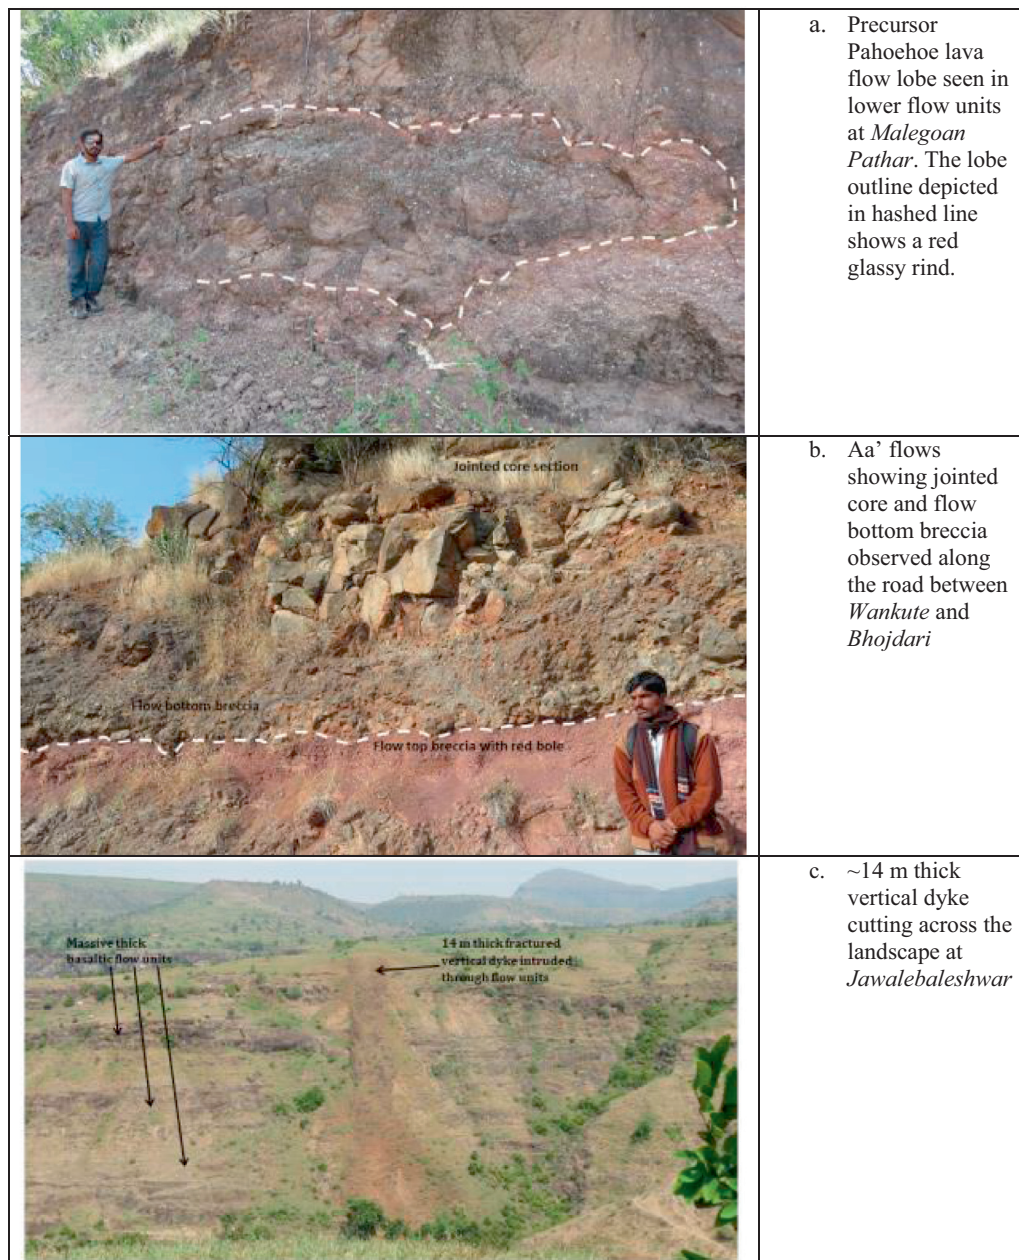 a. Precursor
Pahoehoe lava
flow lobe seen in
lower flow units
at Malegoan
Pathar. The lobe
outline depicted
in hashed line
shows a red
glassy rind.
Jointed core section
Flow bottom breccia
Flow top breccia with red bole
b. Aa’ flows
showing jointed
core and flow
bottom breccia
observed along
the road between
Wankute and
Bhojdari
Massive thick
basaltic flow units
14 m thick fractured
vertical dyke intruded
through flow units
c. ~14 m thick
vertical dyke
cutting across the
landscape at
Jawalebaleshwar